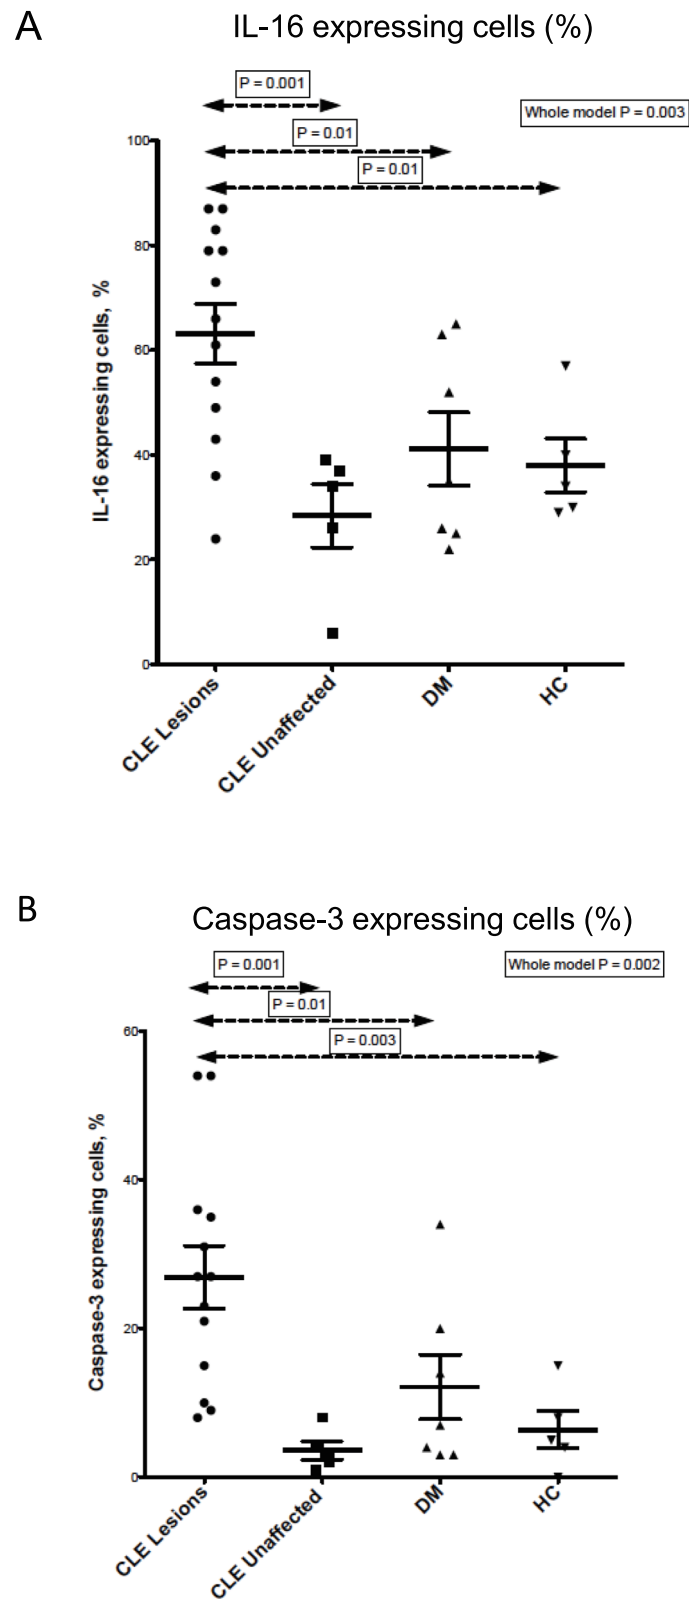 A
IL-16 expressing cells (%)
P = 0.001
Whole model P = 0.003
P = 0.01
P = 0.01
100
80
60
40
20
0
IL-16 expressing cells, %
CLE Lesions
CLE Unaffected
DM
HC
B
Caspase-3 expressing cells (%)
P = 0.001
Whole model P = 0.002
P = 0.01
P = 0.003
60
40
20
0
Caspase-3 expressing cells, %
CLE Lesions
CLE Unaffected
DM
HC